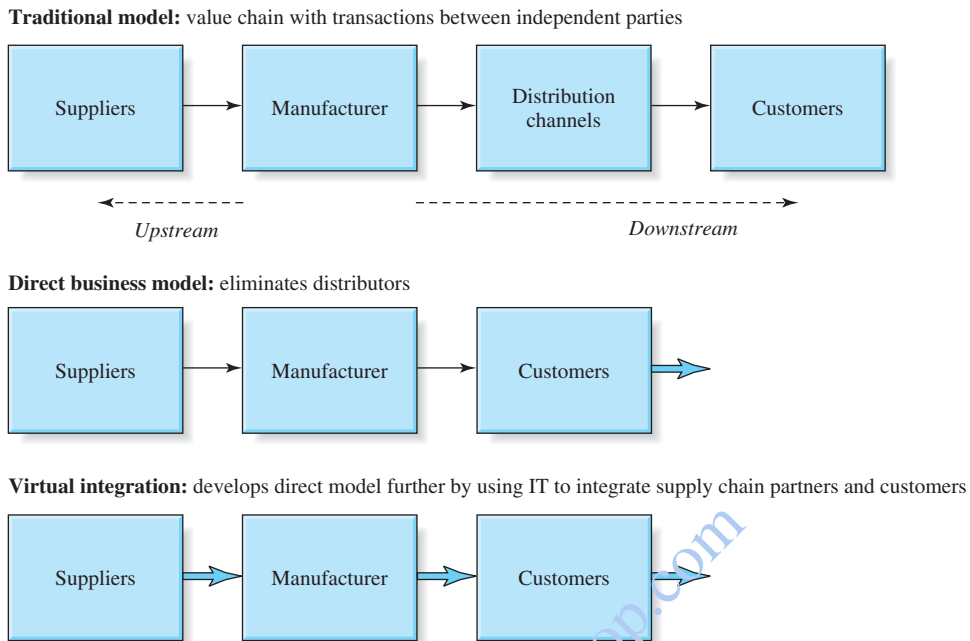 Traditional model: value chain with transactions between independent parties
Suppliers
Manufacturer
Distribution
channels
Customers
Upstream
Downstream
Direct business model: eliminates distributors
Suppliers
Manufacturer
Customers
Virtual integration: develops direct model further by using IT to integrate supply chain partners and customers
Suppliers
Manufacturer
Customers